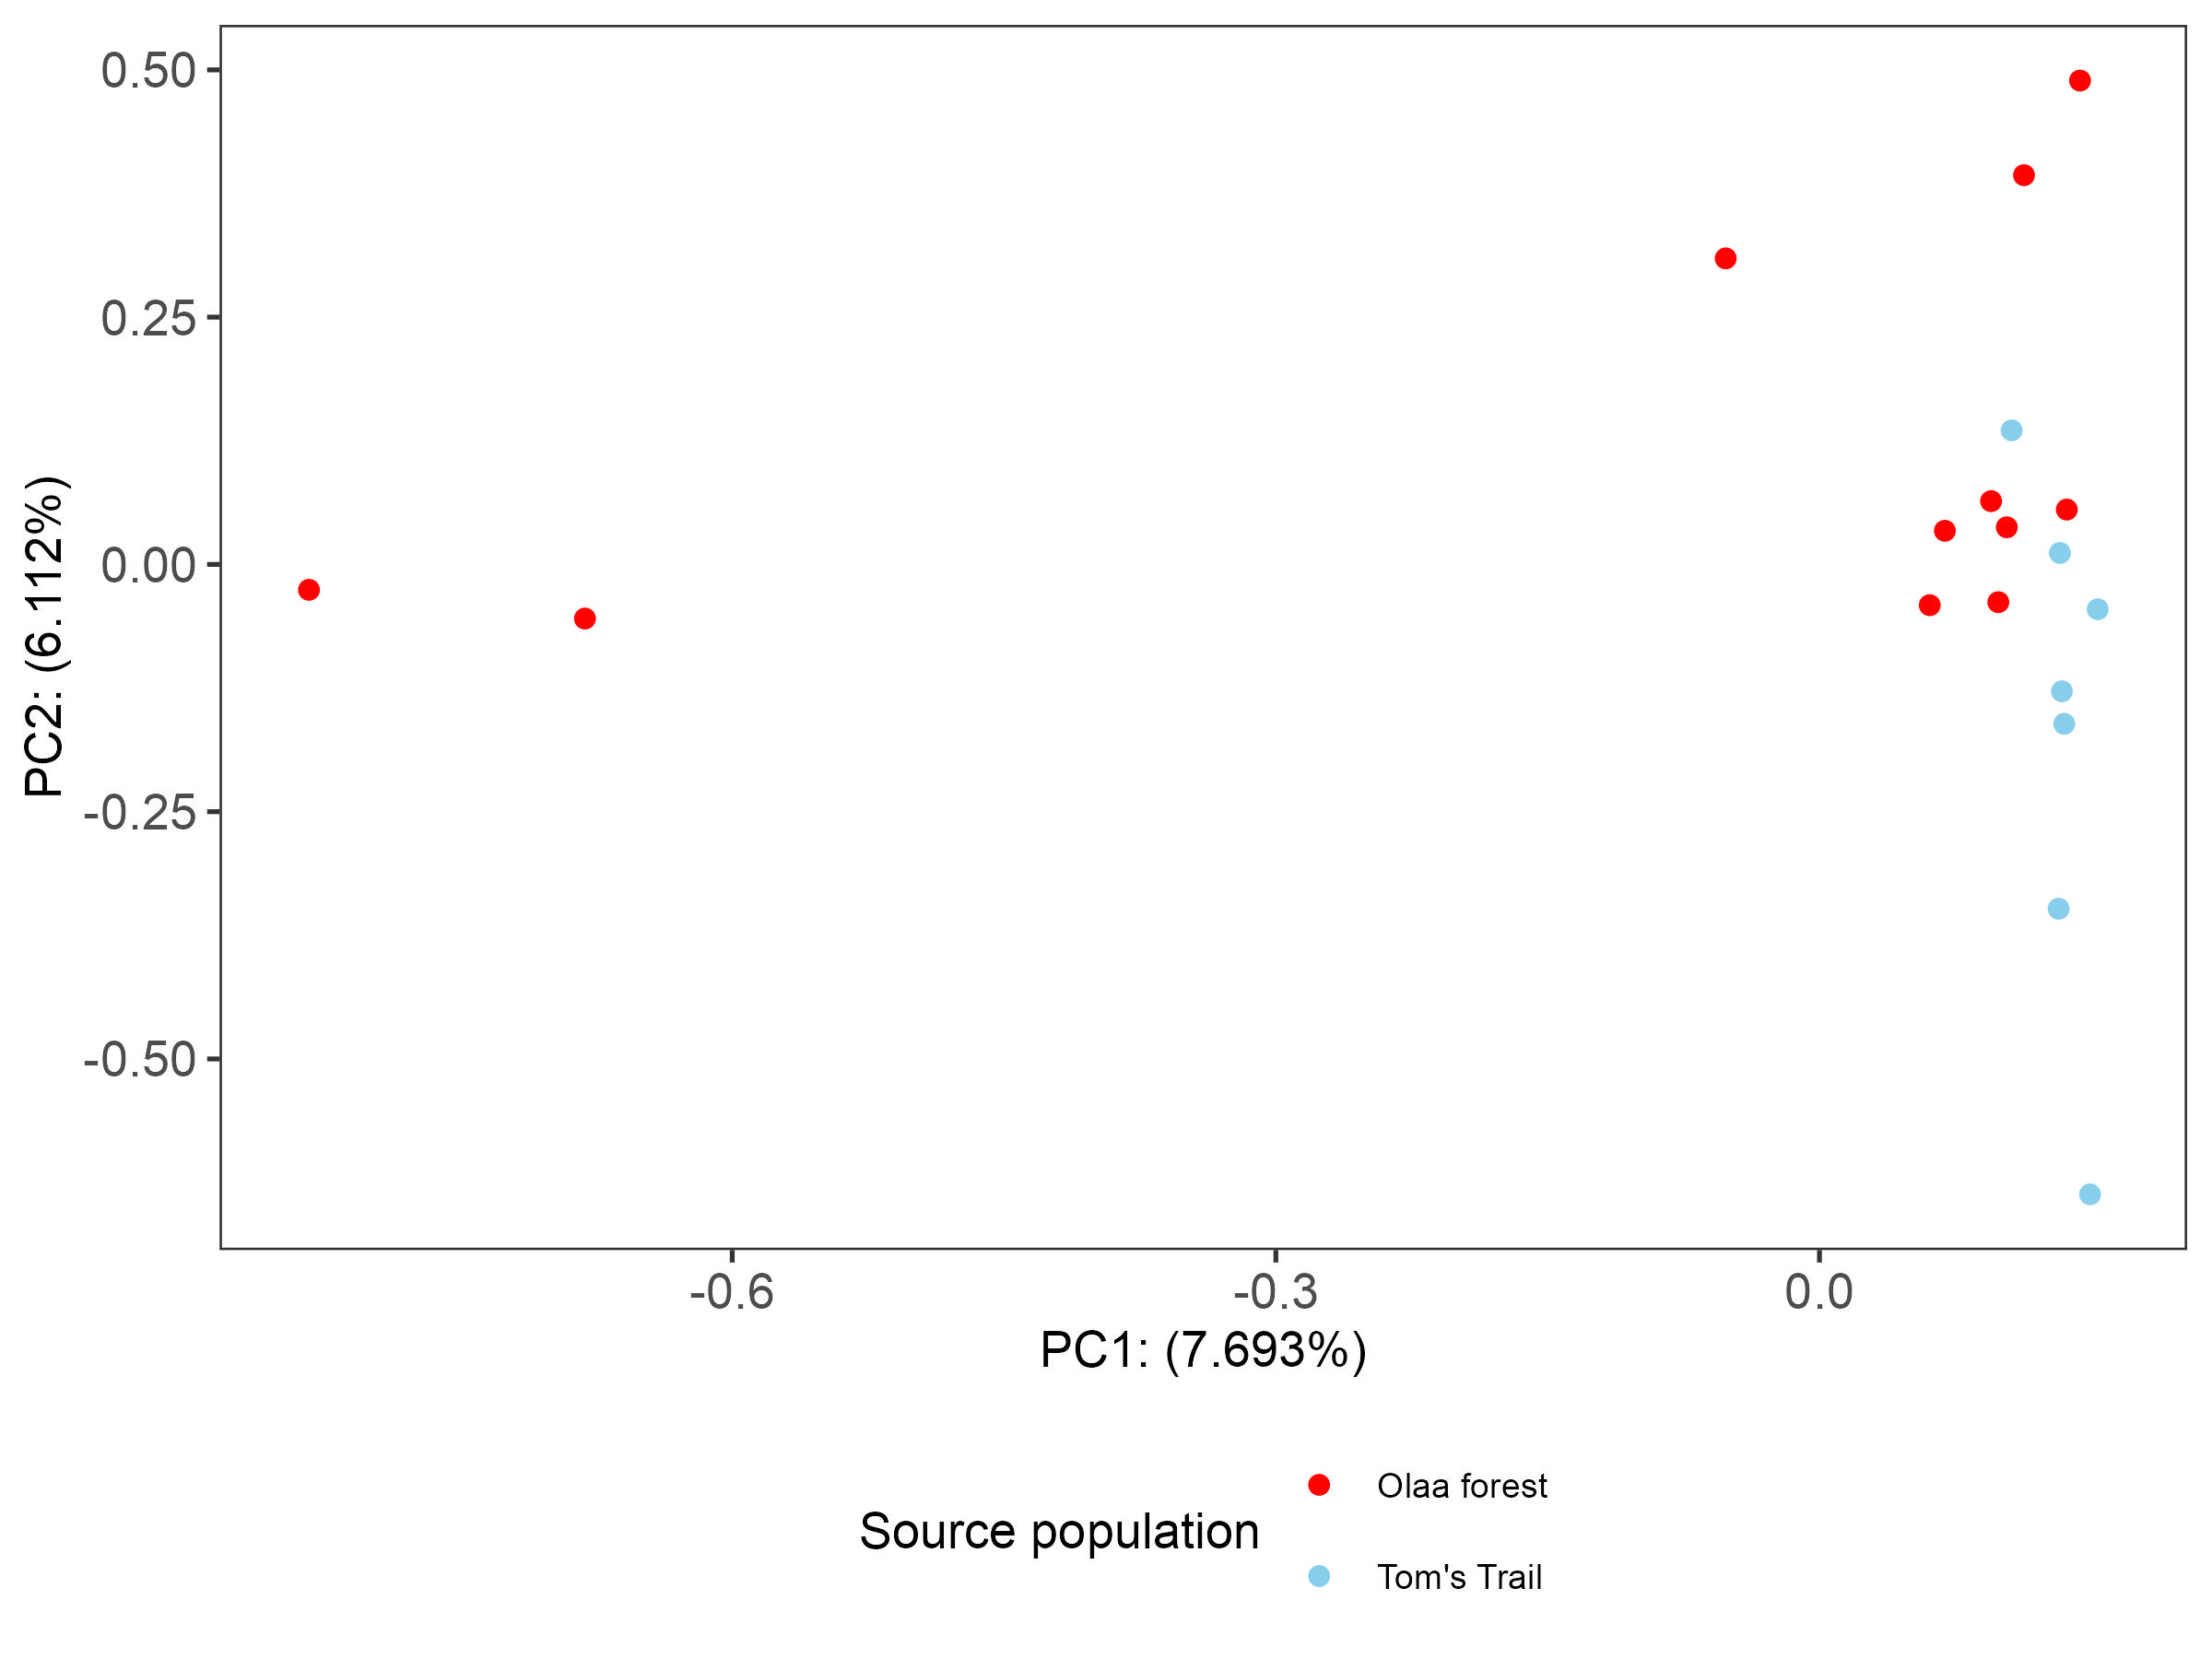 0.50
0.25
0.00
-0.25
-0.50
PC2: (6.112%)
-0.6 -0.3 0.0
PC1: (7.693%)
Source population
Olaa forest
Tom's Trail